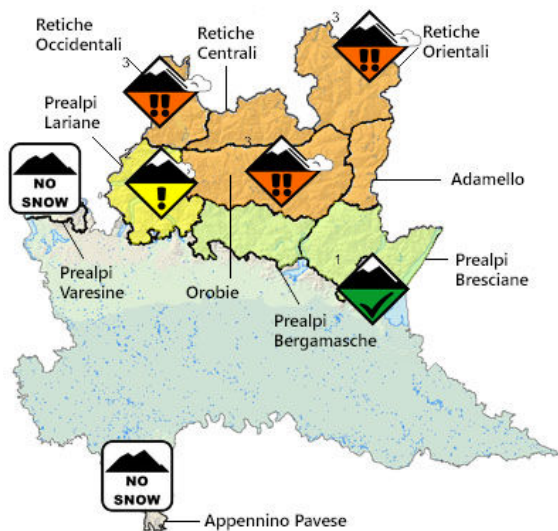 Retiche
Occidentali
3
Retiche
Centrali
3
Retiche
Orientali
Prealpi
Lariane
3
NO
SNOW
Adamello
Prealpi
Varesine
Orobie
1
Prealpi
Bergamasche
Prealpi
Bresciane
NO
SNOW
Appennino Pavese